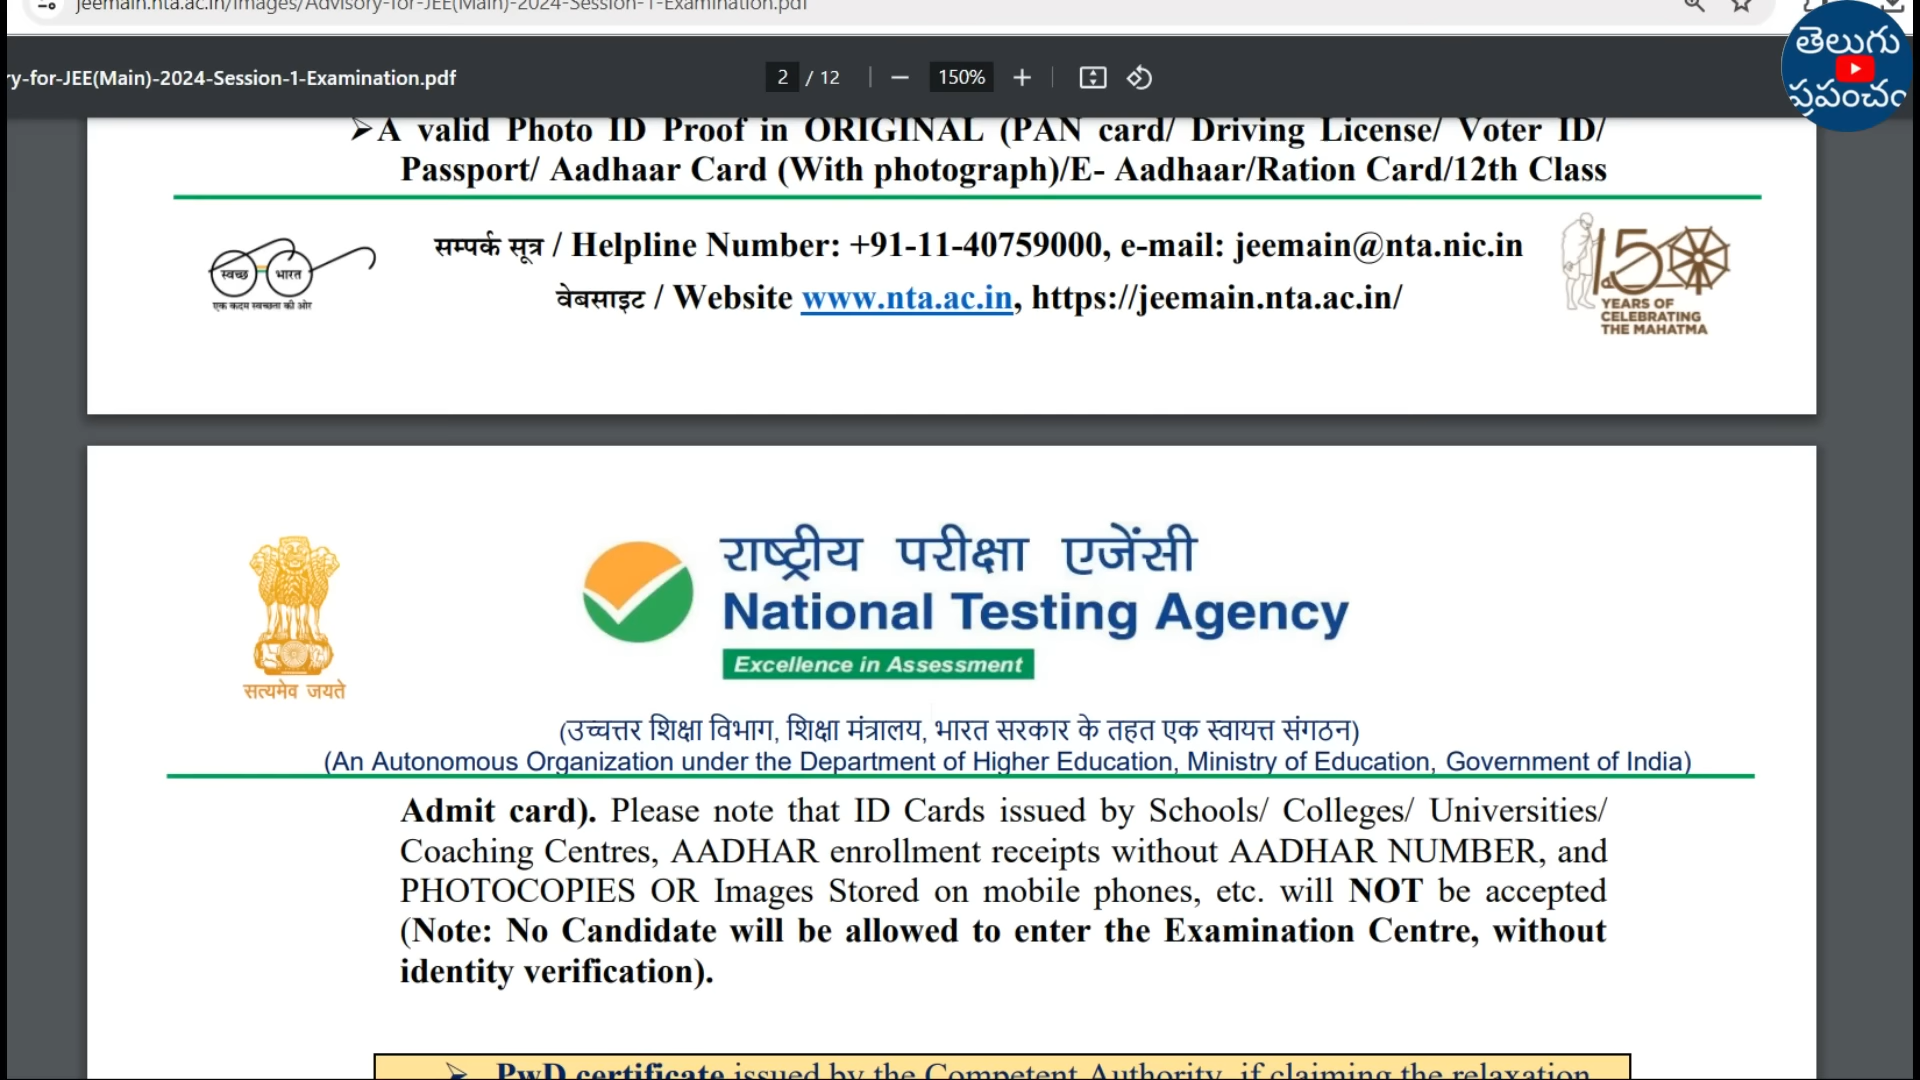 jeemain.nta.ac.in/images/Advisory-for-JEE(Main)-2024-Session-1-Examination.pdf
ry-for-JEE(Main)-2024-Session-1-Examination.pdf
2 / 12
150%
తెలుగు
ప్రపంచం
➢A valid Photo ID Proof in ORIGINAL (PAN card/ Driving License/ Voter ID/
Passport/ Aadhaar Card (With photograph)/E- Aadhaar/Ration Card/12th Class
स्वच्छ भारत
एक कदम स्वच्छता की ओर
सम्पर्क सूत्र / Helpline Number: +91-11-40759000, e-mail: jeemain@nta.nic.in
वेबसाइट / Website www.nta.ac.in, https://jeemain.nta.ac.in/
150
YEARS OF
CELEBRATING
THE MAHATMA
सत्यमेव जयते
राष्ट्रीय परीक्षा एजेंसी
National Testing Agency
Excellence in Assessment
(उच्चत्तर शिक्षा विभाग, शिक्षा मंत्रालय, भारत सरकार के तहत एक स्वायत्त संगठन)
(An Autonomous Organization under the Department of Higher Education, Ministry of Education, Government of India)
Admit card). Please note that ID Cards issued by Schools/ Colleges/ Universities/
Coaching Centres, AADHAR enrollment receipts without AADHAR NUMBER, and
PHOTOCOPIES OR Images Stored on mobile phones, etc. will NOT be accepted
(Note: No Candidate will be allowed to enter the Examination Centre, without
identity verification).
➢ PwD certificate issued by the Competent Authority, if claiming the relaxation